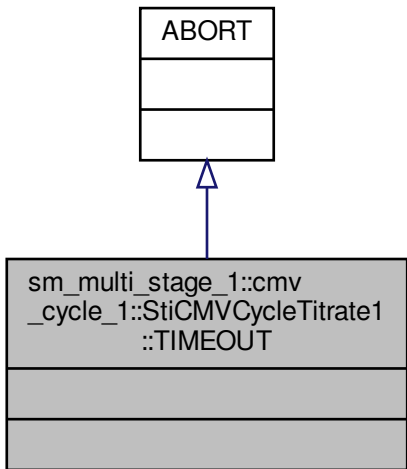 ABORT
sm_multi_stage_1::cmv
_cycle_1::StiCMVCycleTitrate1
::TIMEOUT